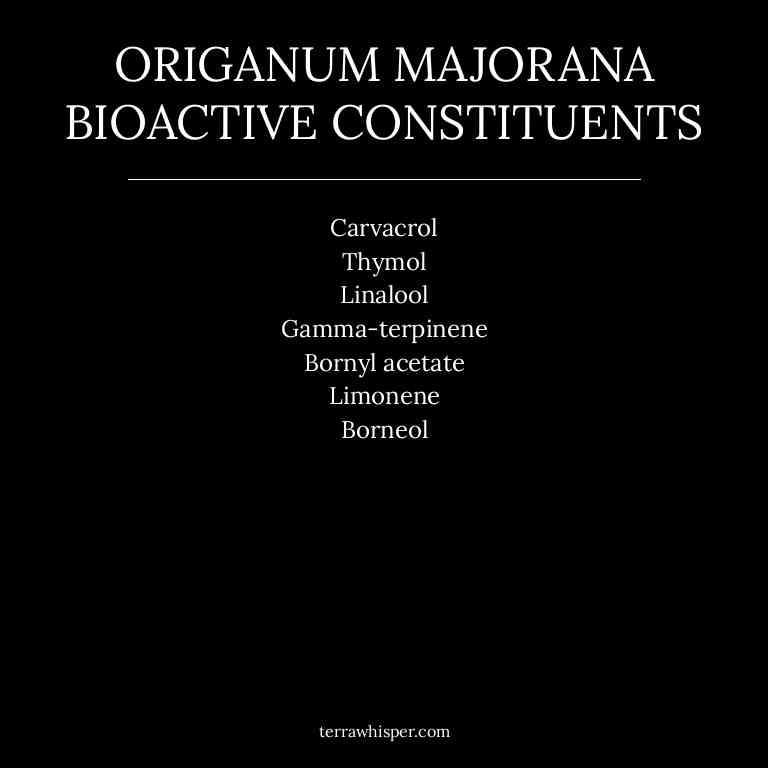 ORIGANUM MAJORANA
BIOACTIVE CONSTITUENTS
Carvacrol
Thymol
Linalool
Gamma-terpinene
Bornyl acetate
Limonene
Borneol
terrawhisper.com